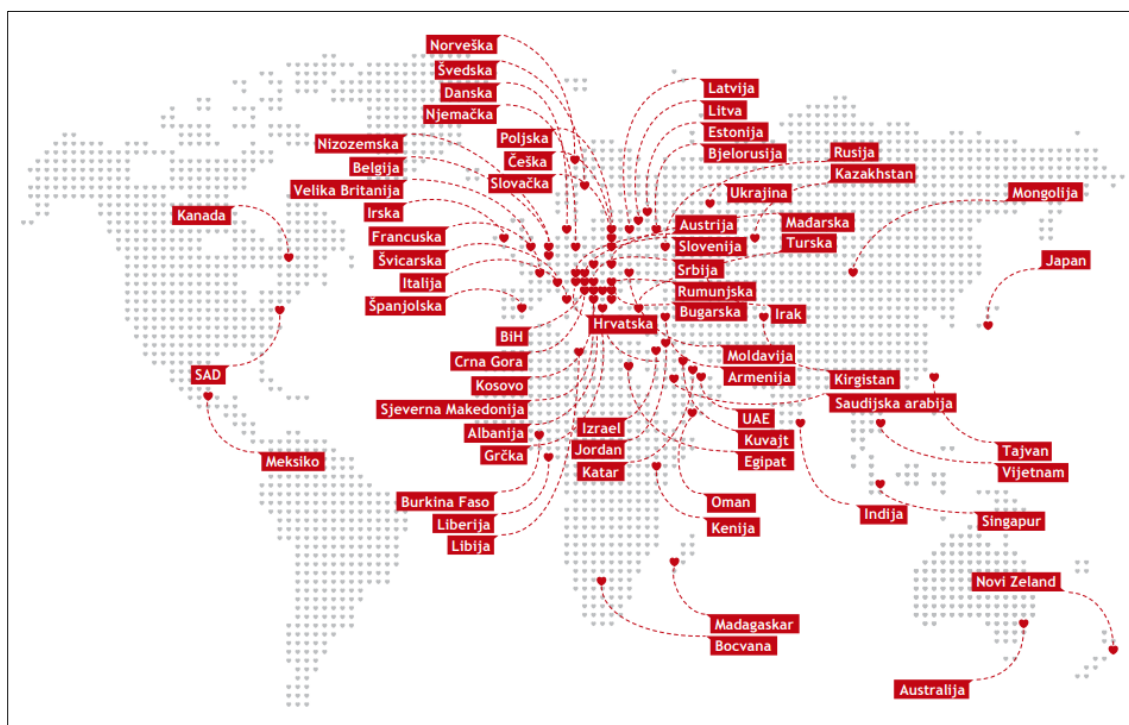 Norveška
Švedska
Danska
Njemačka
Nizozemska
Belgija
Velika Britanija
Irska
Francuska
Švicarska
Italija
Španjolska
Poljska
Češka
Slovačka
Latvija
Litva
Estonija
Bjelorusija
Rusija
Kazakhstan
Ukrajina
Mongolija
Kanada
Austrija
Mađarska
Slovenija
Turska
Srbija
Japan
Rumunjska
Bugarska
Irak
Hrvatska
BiH
Crna Gora
Kosovo
Sjeverna Makedonija
Albanija
Grčka
Moldavija
Armenija
Kirgistan
Saudijska arabija
SAD
Meksiko
Izrael
Jordan
Katar
UAE
Kuvajt
Egipat
Tajvan
Vijetnam
Burkina Faso
Liberija
Libija
Oman
Kenija
Indija
Singapur
Novi Zeland
Madagaskar
Bocvana
Australija